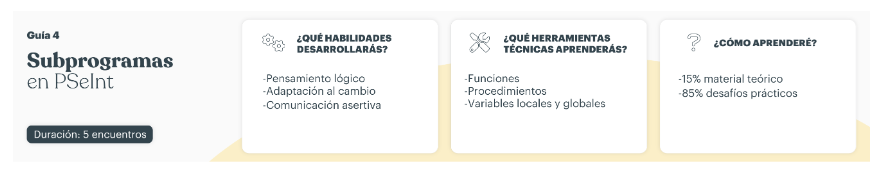 Guía 4
Subprogramas
en PSeInt
Duración: 5 encuentros
¿QUÉ HABILIDADES
DESARROLLARÁS?
-Pensamiento lógico
-Adaptación al cambio
-Comunicación asertiva
¿QUÉ HERRAMIENTAS
TÉCNICAS APRENDERÁS?
-Funciones
-Procedimientos
-Variables locales y globales
¿CÓMO APRENDERÉ?
-15% material teórico
-85% desafíos prácticos